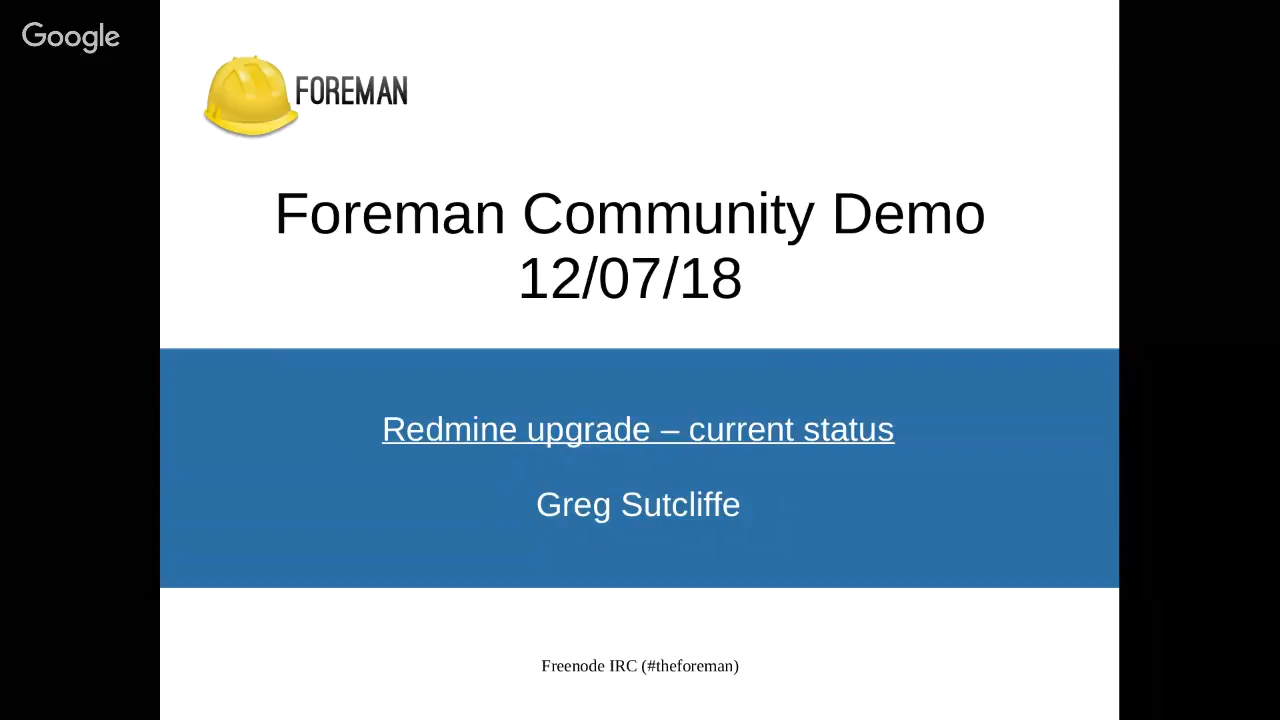 Google
FOREMAN
Foreman Community Demo
12/07/18
Redmine upgrade – current status
Greg Sutcliffe
Freenode IRC (#theforeman)